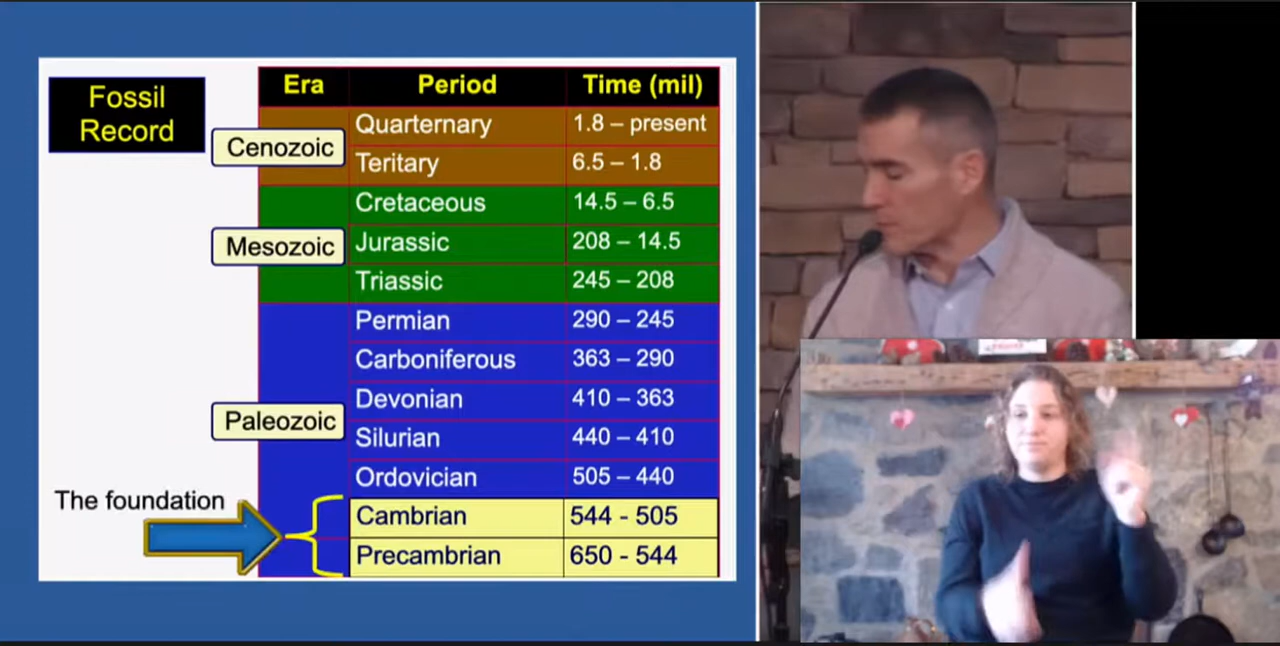 Fossil
Record
Era Period Time (mil)
Cenozoic
Quarternary 1.8 – present
Teritary 6.5 – 1.8
Mesozoic
Cretaceous 14.5 – 6.5
Jurassic 208 – 14.5
Triassic 245 – 208
Paleozoic
Permian 290 – 245
Carboniferous 363 – 290
Devonian 410 – 363
Silurian 440 – 410
Ordovician 505 – 440
The foundation
Cambrian 544 - 505
Precambrian 650 - 544